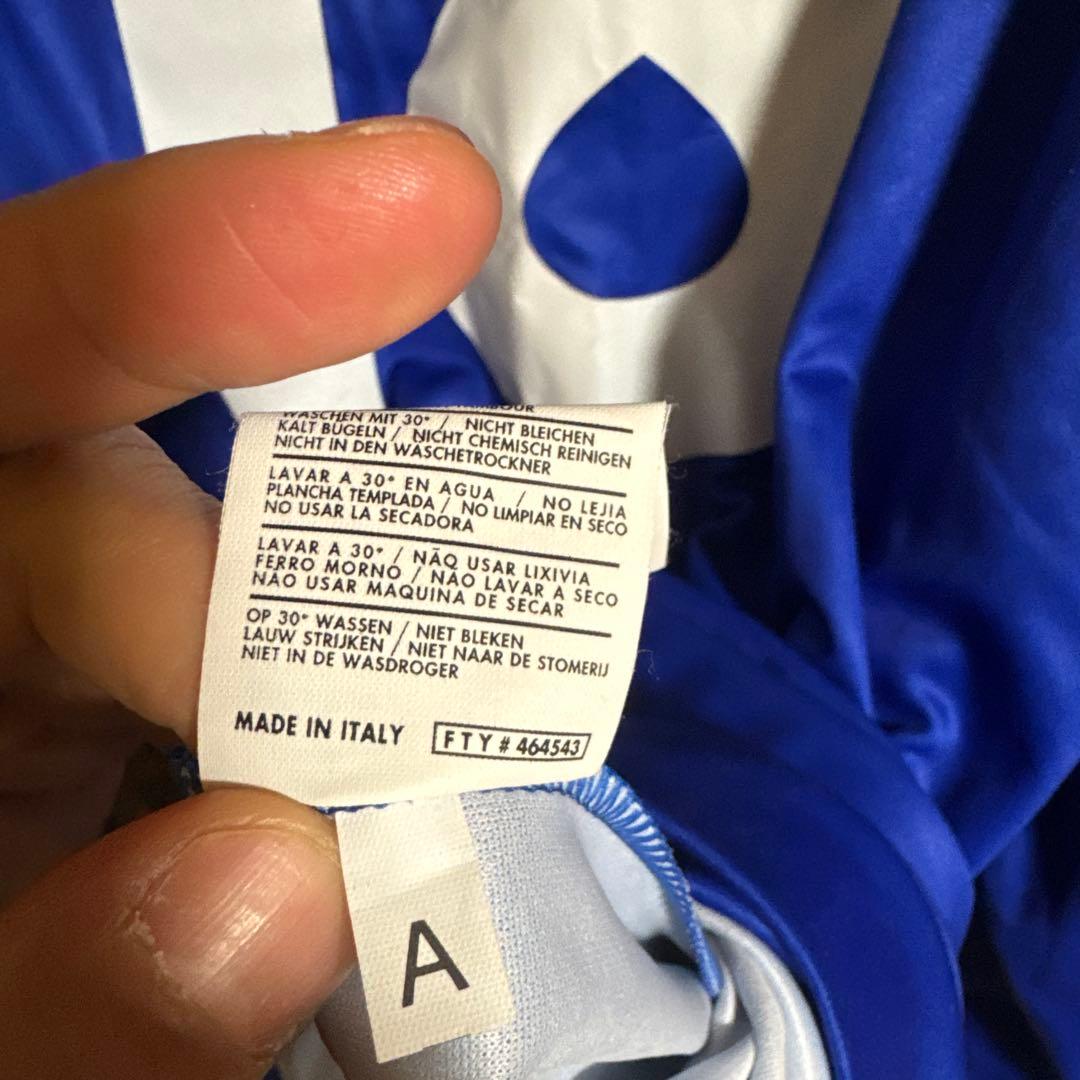 WASCHEN MIT 30° / NICHT BLEICHEN
KALT BÜGELN / NICHT CHEMISCH REINIGEN
NICHT IN DEN WASCHETROCKNER
LAVAR A 30° EN AGUA / NO LEJIA
PLANCHA TEMPLADA / NO LIMPIAR EN SECO
NO USAR LA SECADORA
LAVAR A 30° / NÃO USAR LIXIVIA
FERRO MORNO / NÃO LAVAR A SECO
NÃO USAR MAQUINA DE SECAR
OP 30° WASSEN / NIET BLEKEN
LAUW STRIJKEN / NIET NAAR DE STOMERIJ
NIET IN DE WASDROGER
MADE IN ITALY FTY # 464543
A